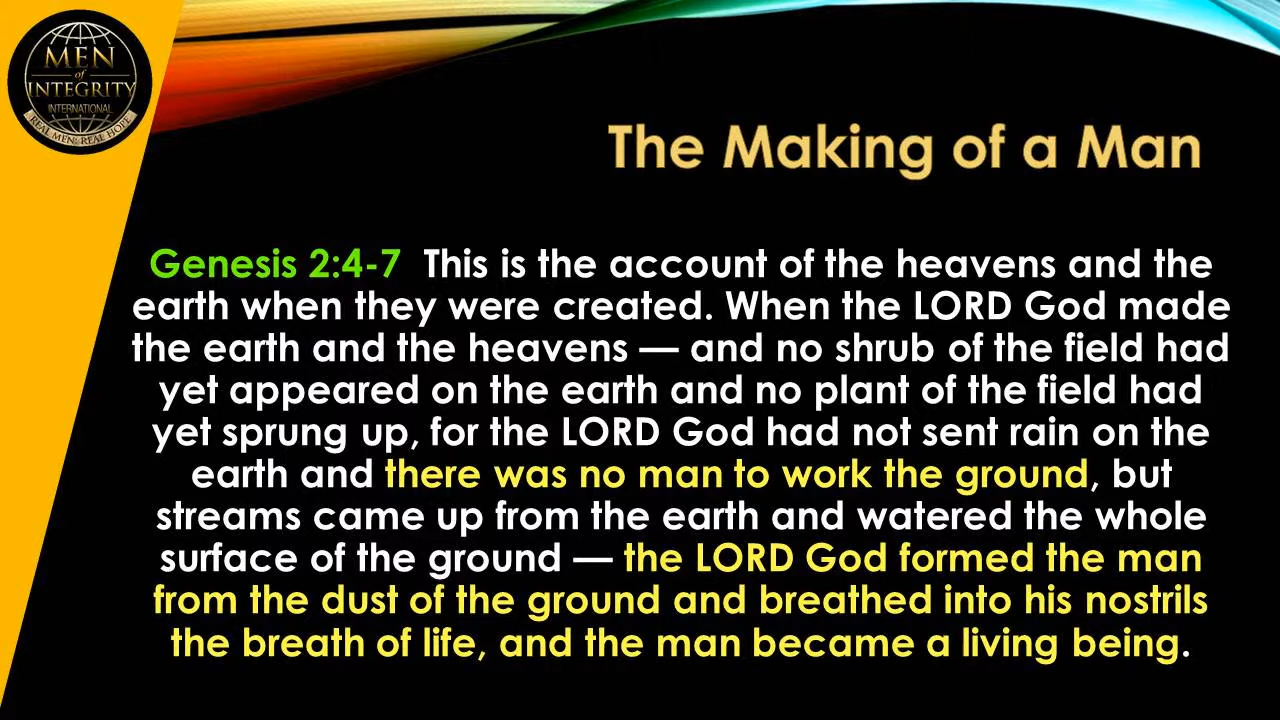 MEN
of
INTEGRITY
INTERNATIONAL
REAL MEN; REAL HOPE
The Making of a Man
Genesis 2:4-7  This is the account of the heavens and the
earth when they were created. When the LORD God made
the earth and the heavens — and no shrub of the field had
yet appeared on the earth and no plant of the field had
yet sprung up, for the LORD God had not sent rain on the
earth and there was no man to work the ground, but
streams came up from the earth and watered the whole
surface of the ground — the LORD God formed the man
from the dust of the ground and breathed into his nostrils
the breath of life, and the man became a living being.